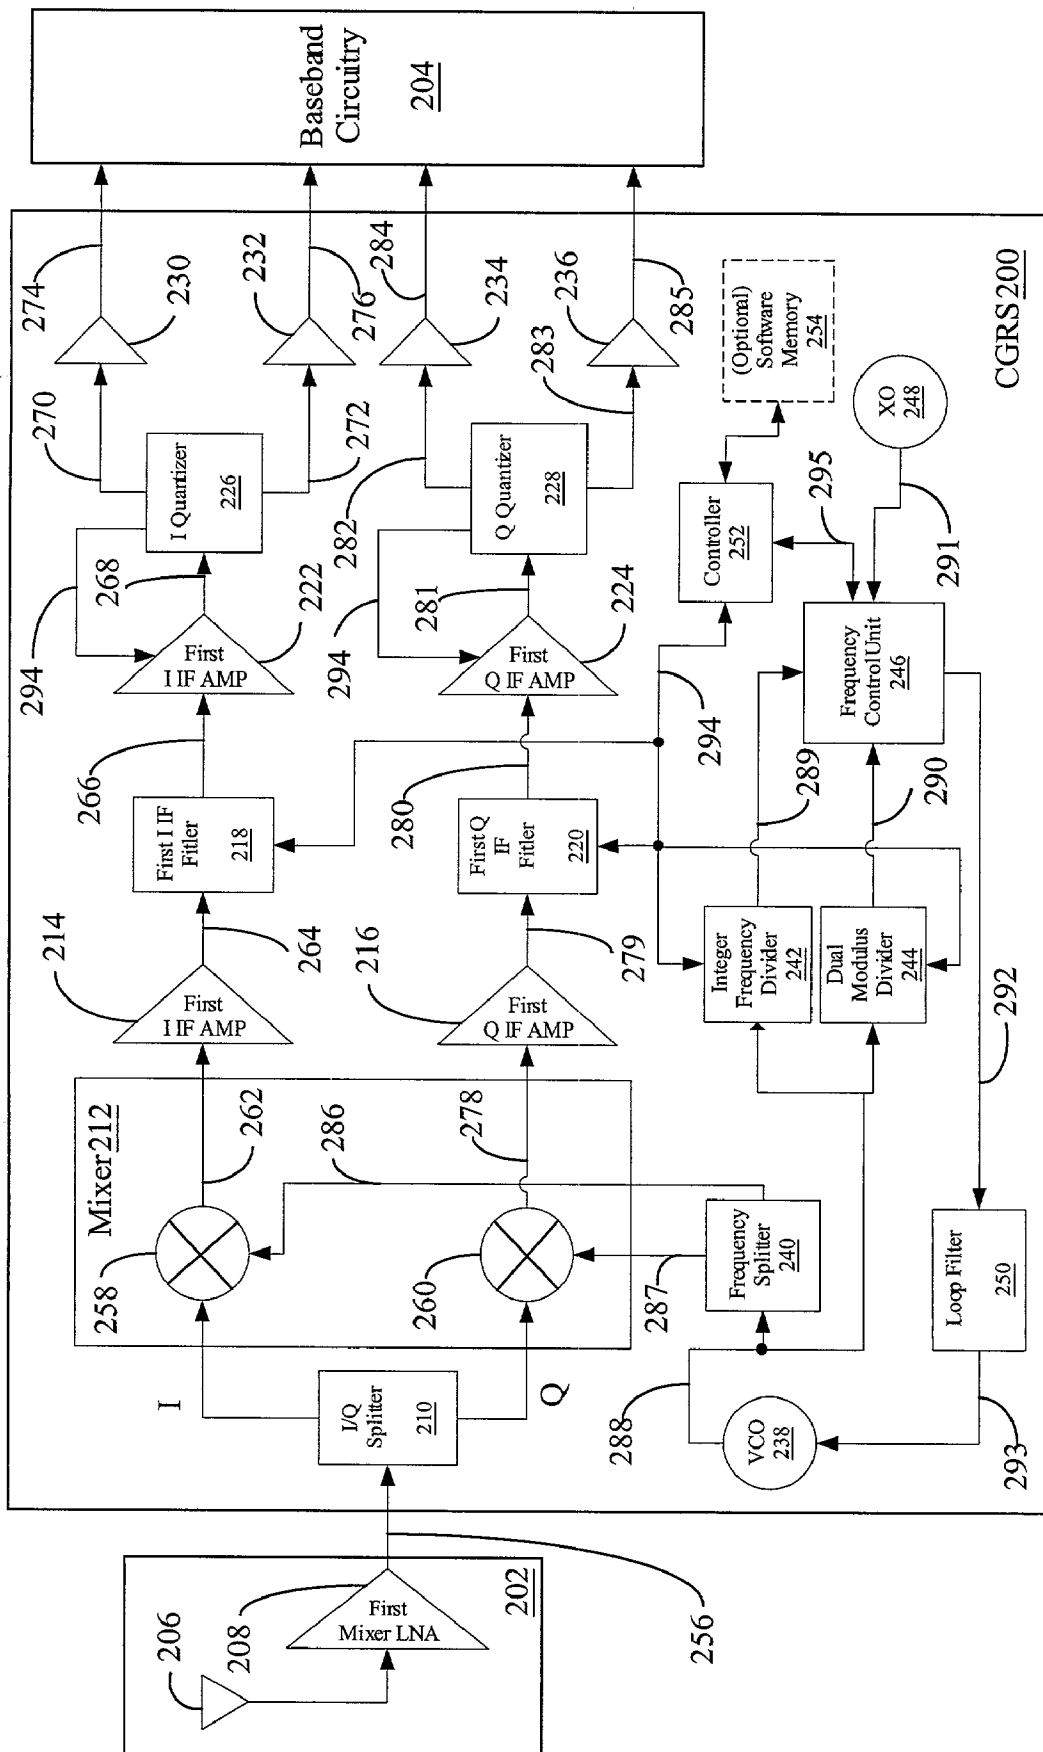 206
208
First
Mixer LNA
202
256
I/Q
Splitter
210
I
Q
Mixer 212
258
260
262
278
286
287
Frequency
Splitter
240
288
VCO
238
293
Loop Filter
250
292
214
First
I IF AMP
264
216
First
Q IF AMP
279
First I IF
Fitler
218
266
First Q
IF
Fitler
220
280
294
First
I IF AMP
222
268
294
First
Q IF AMP
224
281
I Quantizer
226
270
272
Q Quantizer
228
282
283
274
230
232
276
284
234
236
285
Baseband
Circuitry
204
Integer
Frequency
Divider
242
Dual
Modulus
Divider
244
289
290
294
Frequency
Control Unit
246
295
291
Controller
252
(Optional)
Software
Memory
254
XO
248
CGRS 200